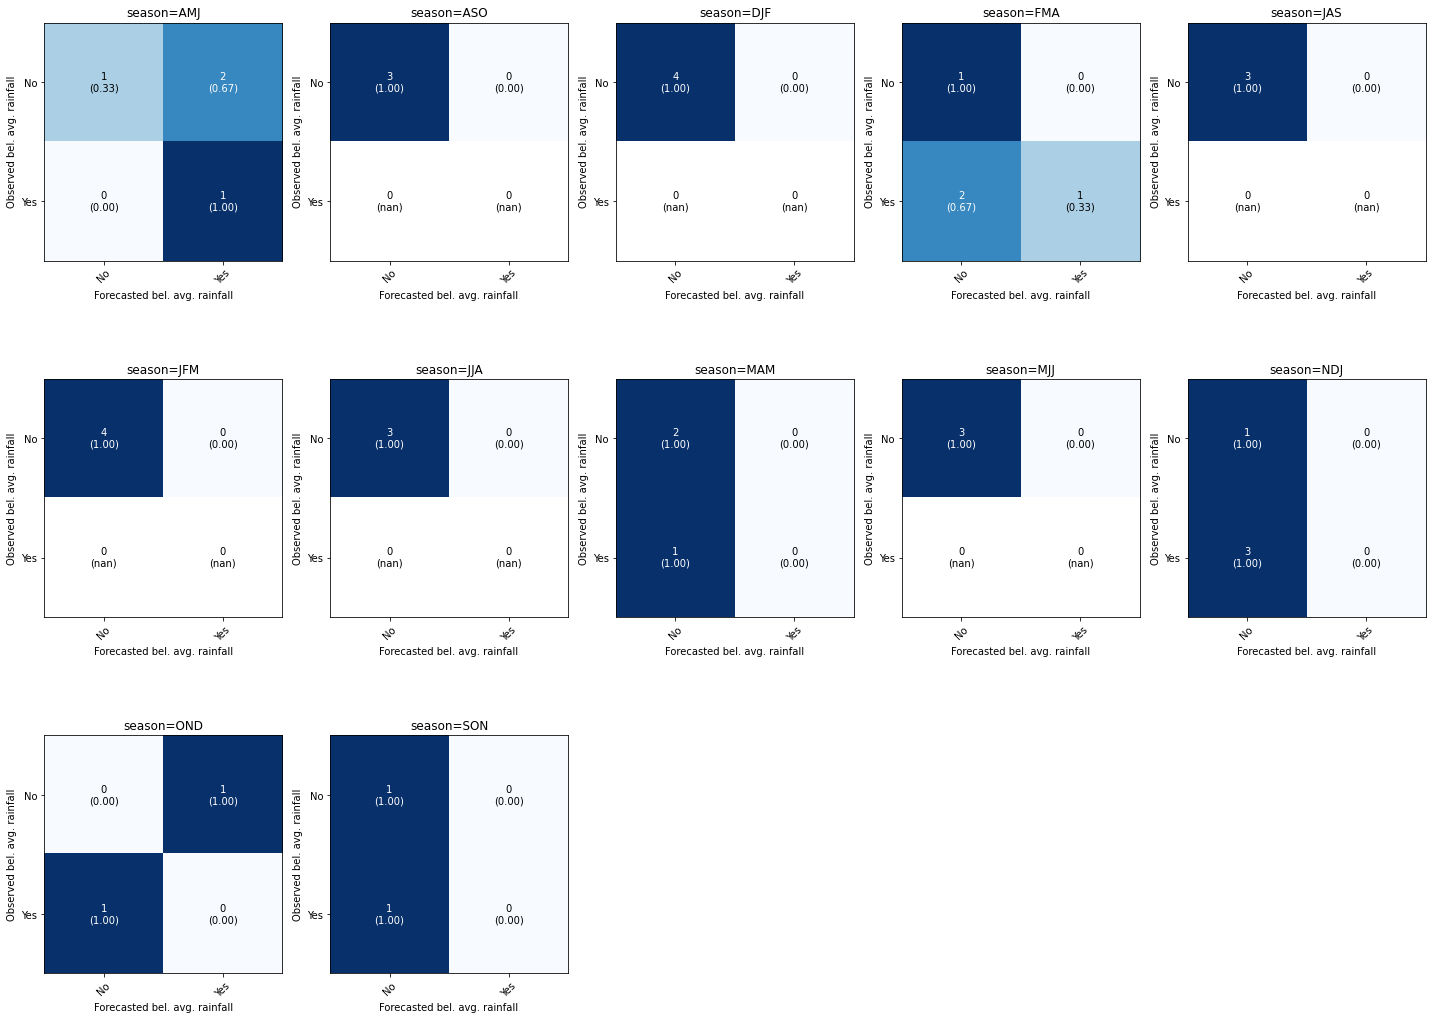 season=AMJ
Observed bel. avg. rainfall
No
1
(0.33)
2
(0.67)
Yes
0
(0.00)
1
(1.00)
No
Yes
Forecasted bel. avg. rainfall
season=ASO
Observed bel. avg. rainfall
No
3
(1.00)
0
(0.00)
Yes
0
(nan)
0
(nan)
No
Yes
Forecasted bel. avg. rainfall
season=DJF
Observed bel. avg. rainfall
No
4
(1.00)
0
(0.00)
Yes
0
(nan)
0
(nan)
No
Yes
Forecasted bel. avg. rainfall
season=FMA
Observed bel. avg. rainfall
No
1
(1.00)
0
(0.00)
Yes
2
(0.67)
1
(0.33)
No
Yes
Forecasted bel. avg. rainfall
season=JAS
Observed bel. avg. rainfall
No
3
(1.00)
0
(0.00)
Yes
0
(nan)
0
(nan)
No
Yes
Forecasted bel. avg. rainfall
season=JFM
Observed bel. avg. rainfall
No
4
(1.00)
0
(0.00)
Yes
0
(nan)
0
(nan)
No
Yes
Forecasted bel. avg. rainfall
season=JJA
Observed bel. avg. rainfall
No
3
(1.00)
0
(0.00)
Yes
0
(nan)
0
(nan)
No
Yes
Forecasted bel. avg. rainfall
season=MAM
Observed bel. avg. rainfall
No
2
(1.00)
0
(0.00)
Yes
1
(1.00)
0
(0.00)
No
Yes
Forecasted bel. avg. rainfall
season=MJJ
Observed bel. avg. rainfall
No
3
(1.00)
0
(0.00)
Yes
0
(nan)
0
(nan)
No
Yes
Forecasted bel. avg. rainfall
season=NDJ
Observed bel. avg. rainfall
No
1
(1.00)
0
(0.00)
Yes
3
(1.00)
0
(0.00)
No
Yes
Forecasted bel. avg. rainfall
season=OND
Observed bel. avg. rainfall
No
0
(0.00)
1
(1.00)
Yes
1
(1.00)
0
(0.00)
No
Yes
Forecasted bel. avg. rainfall
season=SON
Observed bel. avg. rainfall
No
1
(1.00)
0
(0.00)
Yes
1
(1.00)
0
(0.00)
No
Yes
Forecasted bel. avg. rainfall